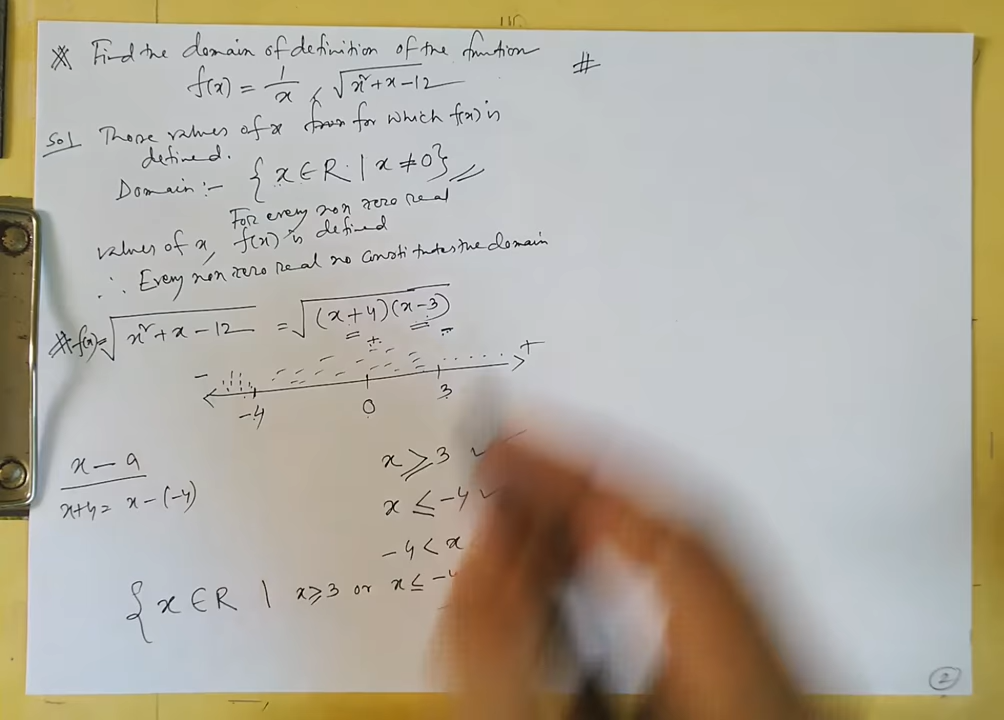 ※ Find the domain of definition of the function
f(x) = 1/x , √(x²+x-12)
#
Sol Those values of x for which f(x) is
defined.
Domain :- { x ∈ R | x ≠ 0 }
For every non zero real
values of x, f(x) is defined
∴ Every non zero real no constitutes the domain
# f(x) = √(x²+x-12) = √((x+4)(x-3))
+ -
- +
-4 0 3
x - a
x+4 = x-(-4)
x ≥ 3 ✓
x ≤ -4 ✓
-4 < x
{ x ∈ R | x ≥ 3 or x ≤ -4
2